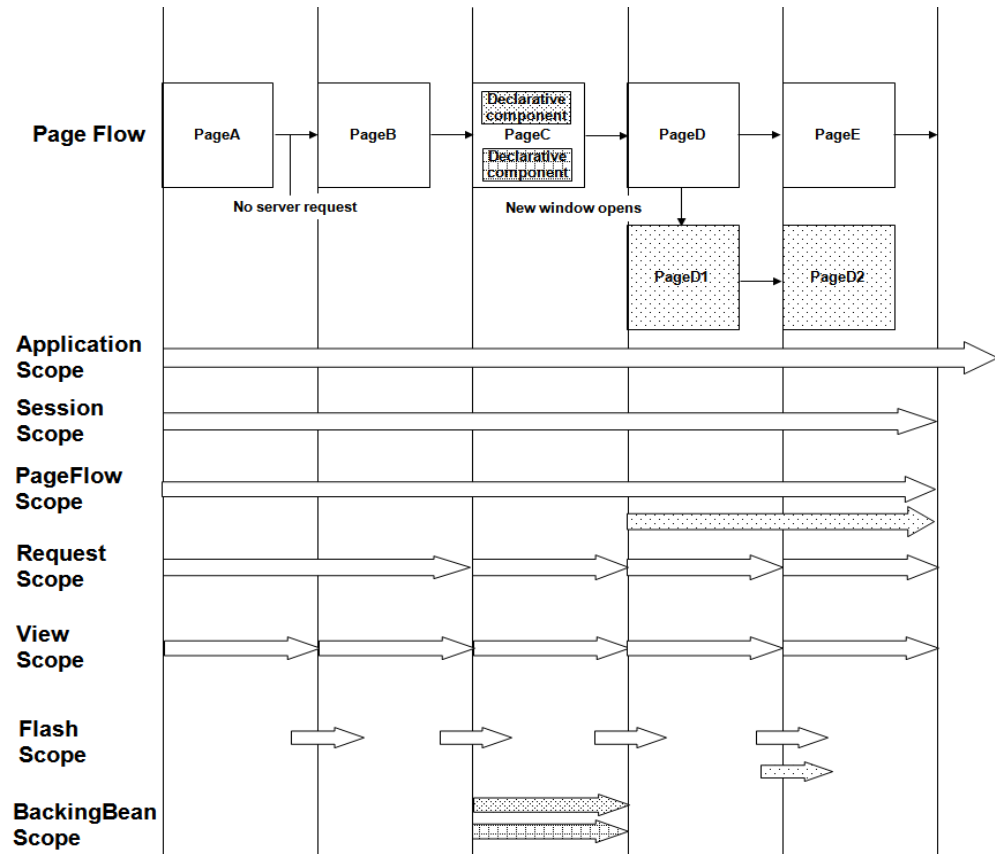 Declarative
component
Page Flow
PageA
PageB
PageC
PageD
PageE
Declarative
component
No server request
New window opens
PageD1
PageD2
Application
Scope
Session
Scope
PageFlow
Scope
Request
Scope
View
Scope
Flash
Scope
BackingBean
Scope